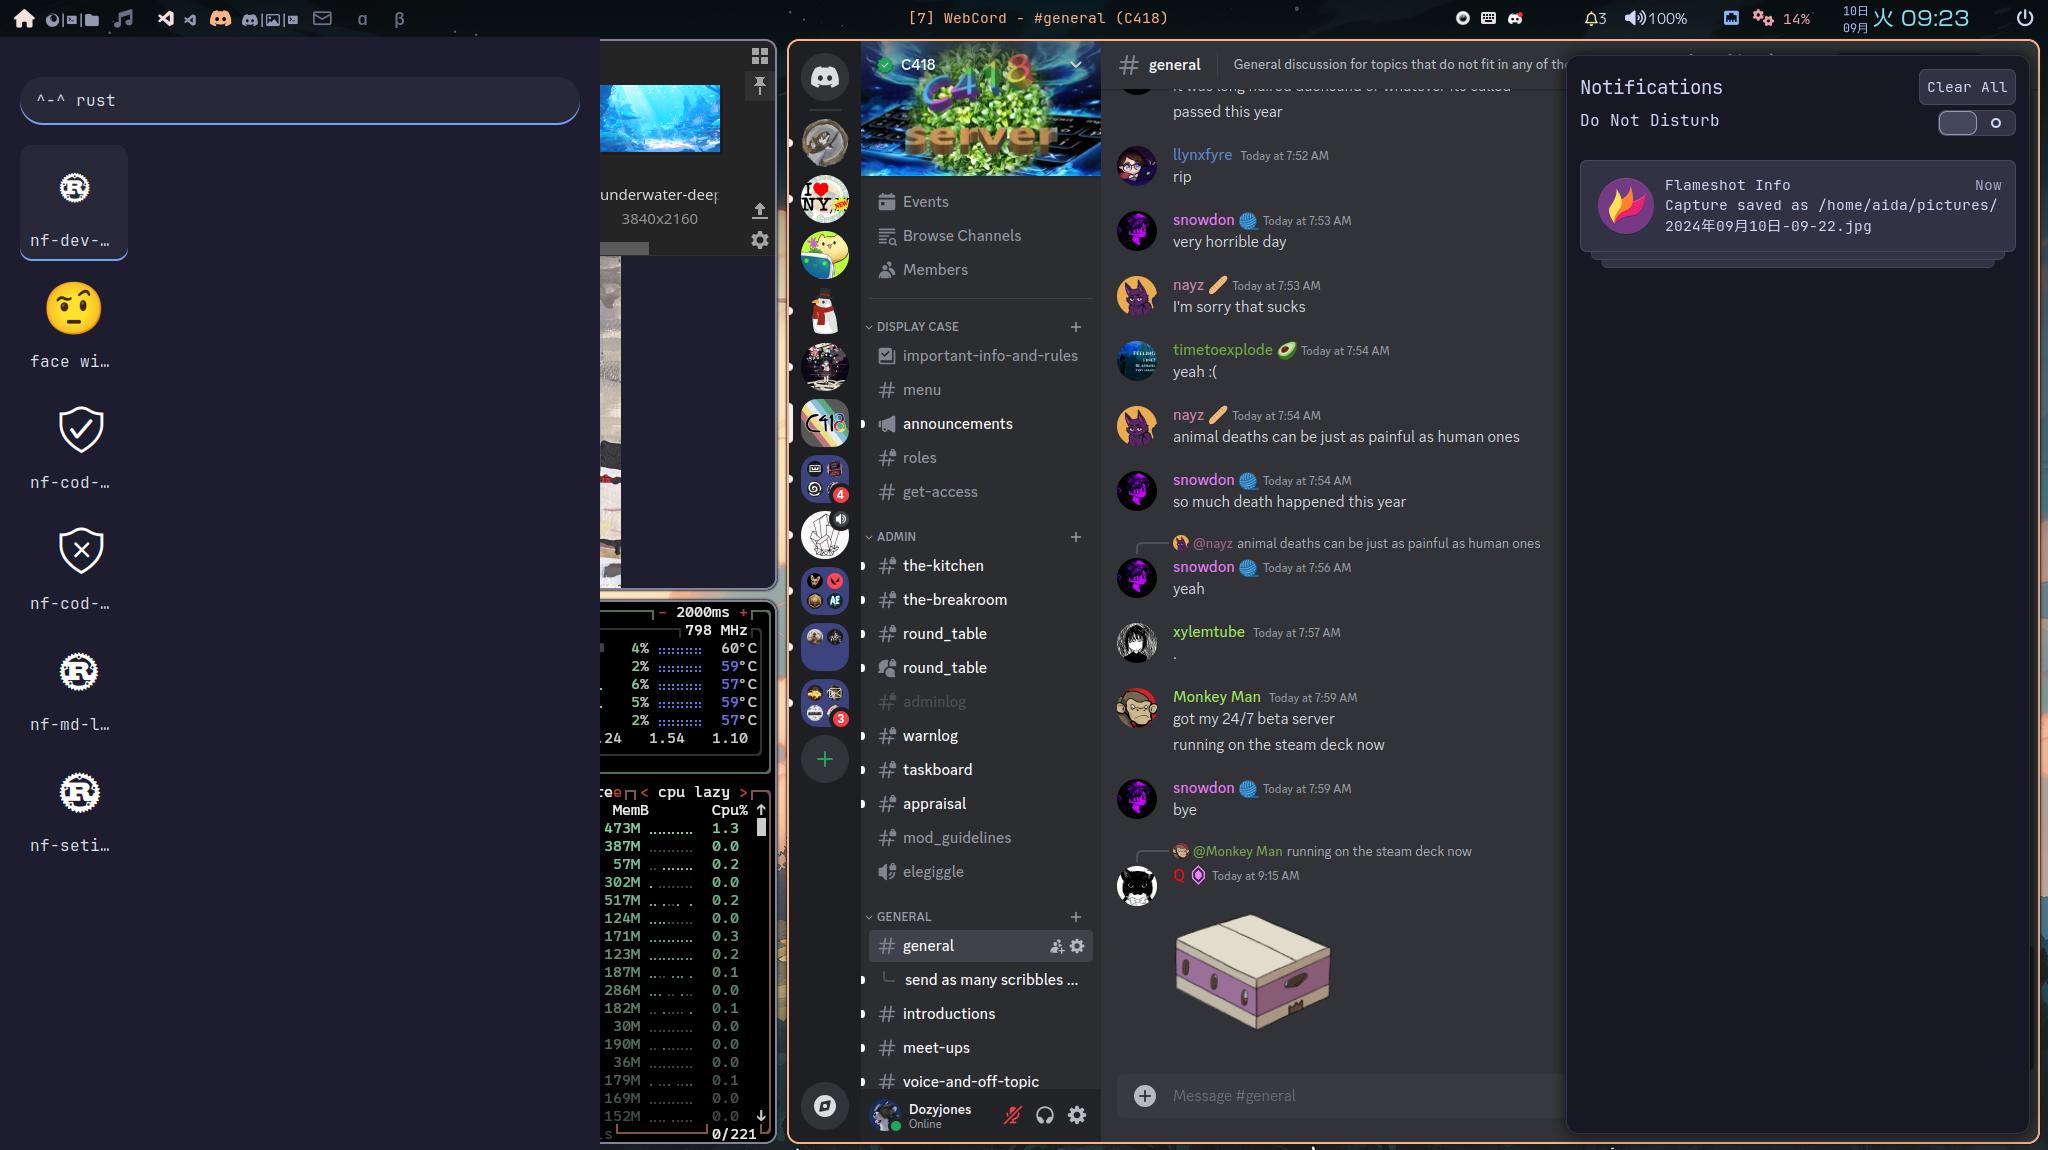 α
β
[7] WebCord - #general (C418)
3
100%
14%
10日
09月
火
09:23
^-^ rust
nf-dev-…
face wi…
nf-cod-…
nf-cod-…
nf-md-l…
nf-seti…
underwater-deep
3840x2160
- 2000ms +
798 MHz
4% 60°C
2% 59°C
6% 57°C
5% 59°C
2% 57°C
.24 1.54 1.10
< cpu lazy >
MemB Cpu% ↑
473M 1.3
387M 0.0
57M 0.2
302M 0.0
517M 0.2
124M 0.0
171M 0.3
123M 0.2
187M 0.1
286M 0.0
182M 0.1
30M 0.0
190M 0.0
36M 0.0
179M 0.1
169M 0.0
152M 0.0 ↓
0/221
I ♥
NY
NEW
C418
4
AE
3
C418
C418
server
Events
Browse Channels
Members
DISPLAY CASE
important-info-and-rules
menu
announcements
roles
get-access
ADMIN
the-kitchen
the-breakroom
round_table
round_table
adminlog
warnlog
taskboard
appraisal
mod_guidelines
elegiggle
GENERAL
general
send as many scribbles ...
introductions
meet-ups
voice-and-off-topic
Dozyjones
Online
general
General discussion for topics that do not fit in any of the
passed this year
llynxfyre Today at 7:52 AM
rip
snowdon Today at 7:53 AM
very horrible day
nayz Today at 7:53 AM
I'm sorry that sucks
timetoexplode Today at 7:54 AM
yeah :(
nayz Today at 7:54 AM
animal deaths can be just as painful as human ones
snowdon Today at 7:54 AM
so much death happened this year
@nayz animal deaths can be just as painful as human ones
snowdon Today at 7:56 AM
yeah
xylemtube Today at 7:57 AM
.
Monkey Man Today at 7:59 AM
got my 24/7 beta server
running on the steam deck now
snowdon Today at 7:59 AM
bye
@Monkey Man running on the steam deck now
Q Today at 9:15 AM
Message #general
Notifications
Clear All
Do Not Disturb
Flameshot Info Now
Capture saved as /home/aida/pictures/
2024年09月10日-09-22.jpg